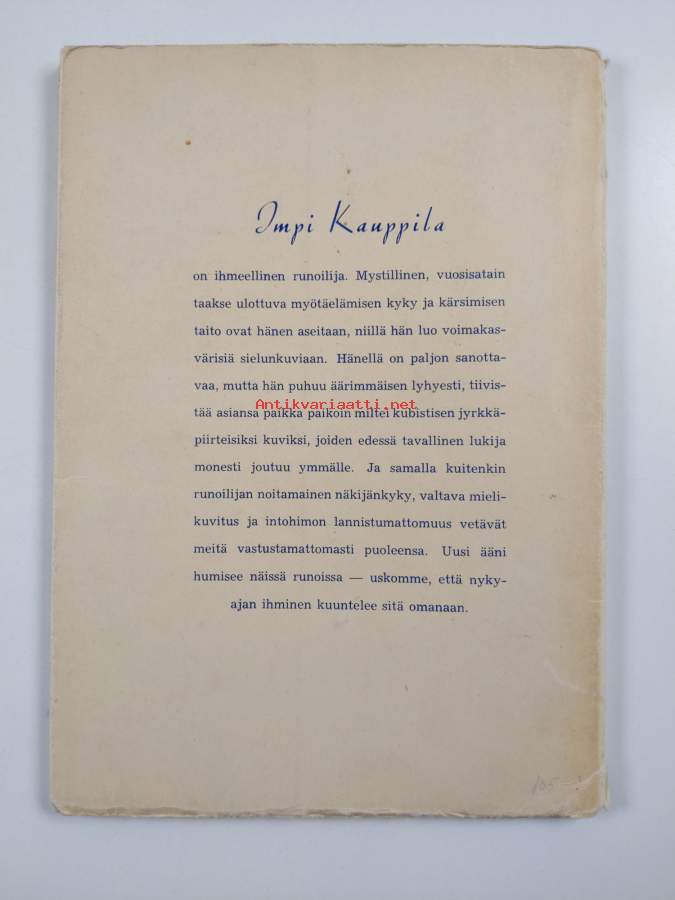 Impi Kauppila
on ihmeellinen runoilija. Mystillinen, vuosisatain
taakse ulottuva myötäelämisen kyky ja kärsimisen
taito ovat hänen aseitaan, niillä hän luo voimakas-
värisiä sielunkuviaan. Hänellä on paljon sanotta-
vaa, mutta hän puhuu äärimmäisen lyhyesti, tiivis-
Antikvariaatti.net
tää asiansa paikka paikoin miltei kubistisen jyrkkä-
piirteisiksi kuviksi, joiden edessä tavallinen lukija
monesti joutuu ymmälle. Ja samalla kuitenkin
runoilijan noitamainen näkijänkyky, valtava mieli-
kuvitus ja intohimon lannistumattomuus vetävät
meitä vastustamattomasti puoleensa. Uusi ääni
humisee näissä runoissa — uskomme, että nyky-
ajan ihminen kuuntelee sitä omanaan.